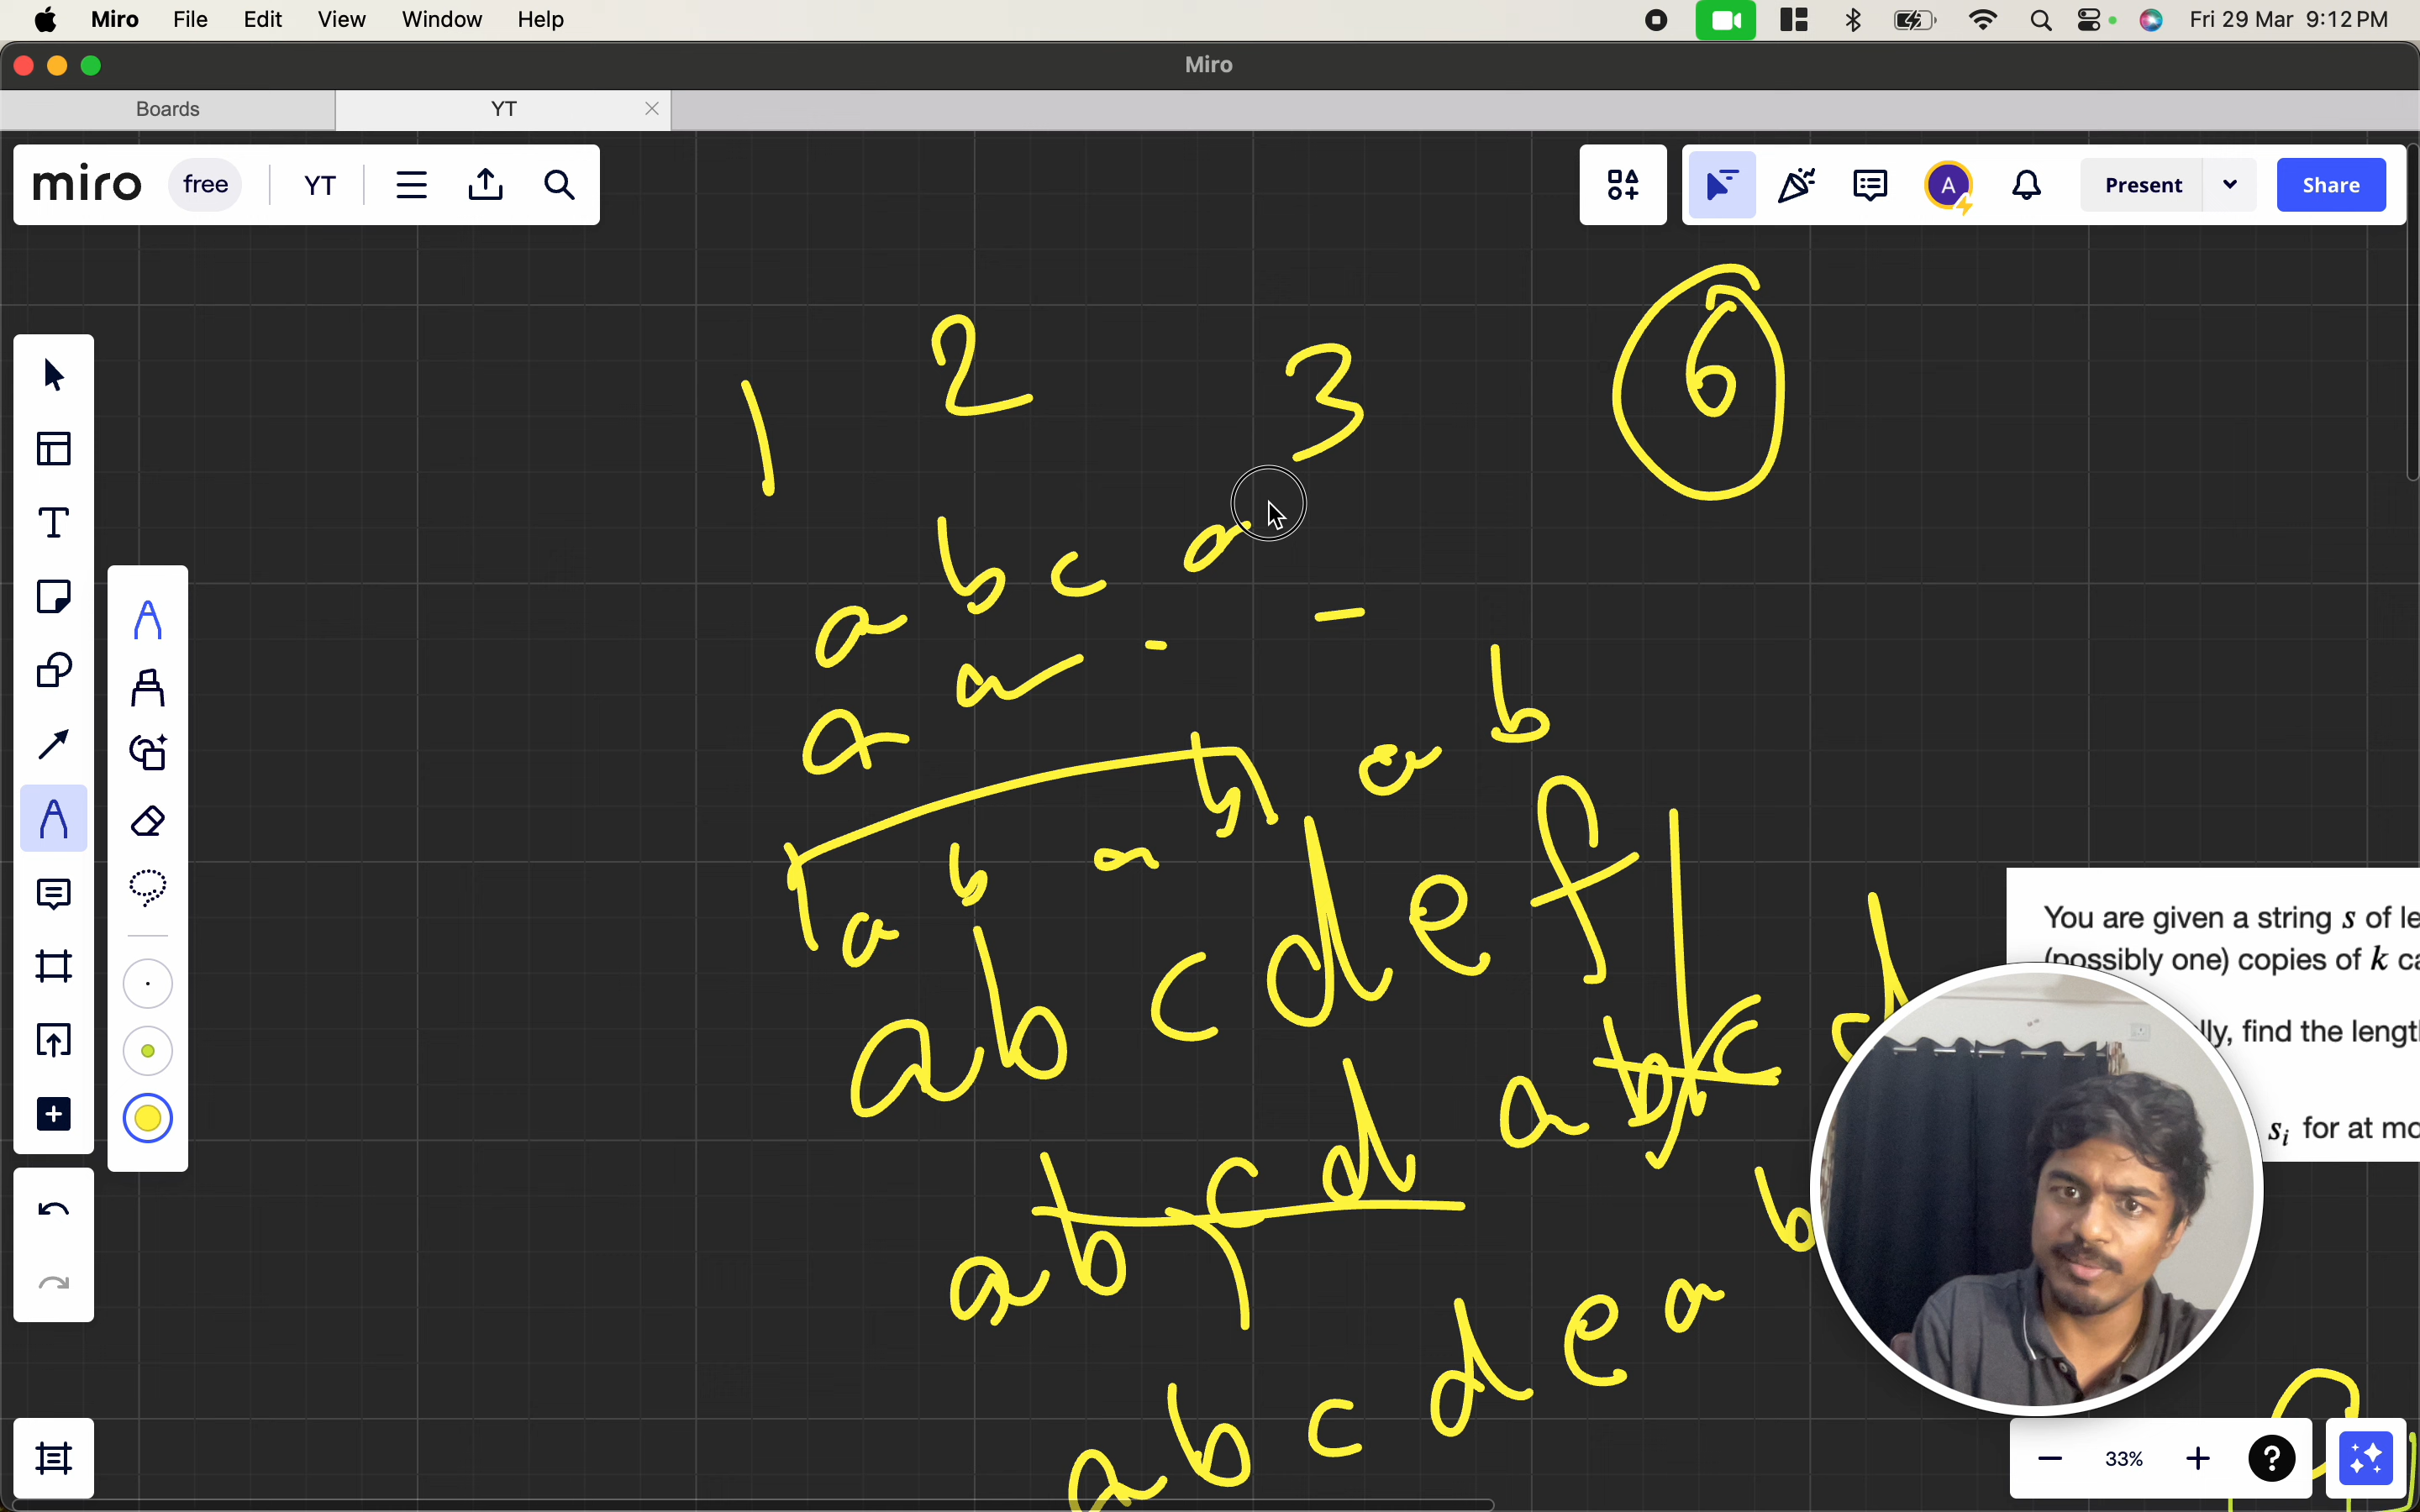 Miro File Edit View Window Help Fri 29 Mar 9:12 PM
Miro
Boards YT
miro free YT Present Share
A
1 2 3 6
a b c a
a a - -
a b a b a b
a b c d e f
a b c d a b c d
a b c d e a b
a b c d
You are given a string s of le
(possibly one) copies of k ca
lly, find the lengt
s_i for at mo
33%